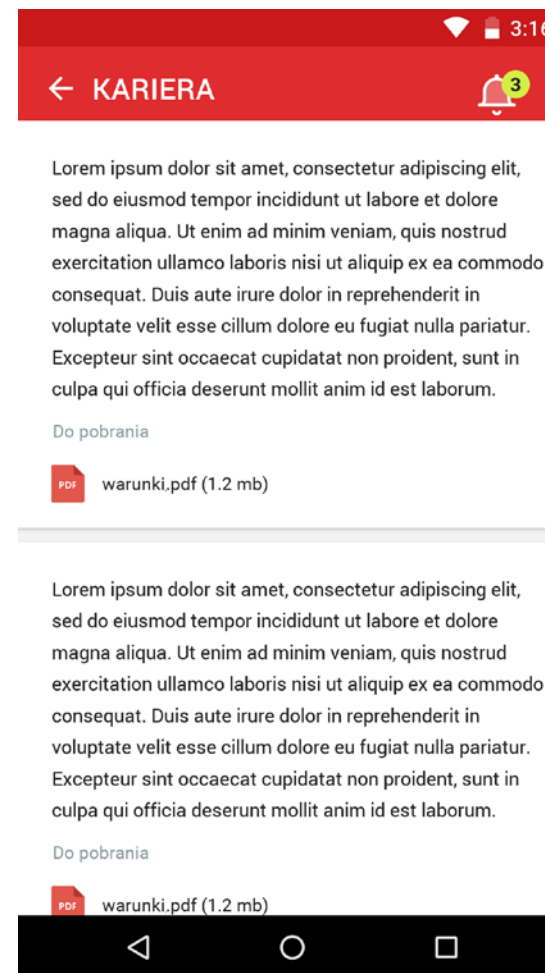 3:16
KARIERA
3
Lorem ipsum dolor sit amet, consectetur adipiscing elit,
sed do eiusmod tempor incididunt ut labore et dolore
magna aliqua. Ut enim ad minim veniam, quis nostrud
exercitation ullamco laboris nisi ut aliquip ex ea commodo
consequat. Duis aute irure dolor in reprehenderit in
voluptate velit esse cillum dolore eu fugiat nulla pariatur.
Excepteur sint occaecat cupidatat non proident, sunt in
culpa qui officia deserunt mollit anim id est laborum.
Do pobrania
PDF warunki.pdf (1.2 mb)
Lorem ipsum dolor sit amet, consectetur adipiscing elit,
sed do eiusmod tempor incididunt ut labore et dolore
magna aliqua. Ut enim ad minim veniam, quis nostrud
exercitation ullamco laboris nisi ut aliquip ex ea commodo
consequat. Duis aute irure dolor in reprehenderit in
voluptate velit esse cillum dolore eu fugiat nulla pariatur.
Excepteur sint occaecat cupidatat non proident, sunt in
culpa qui officia deserunt mollit anim id est laborum.
Do pobrania
PDF warunki.pdf (1.2 mb)